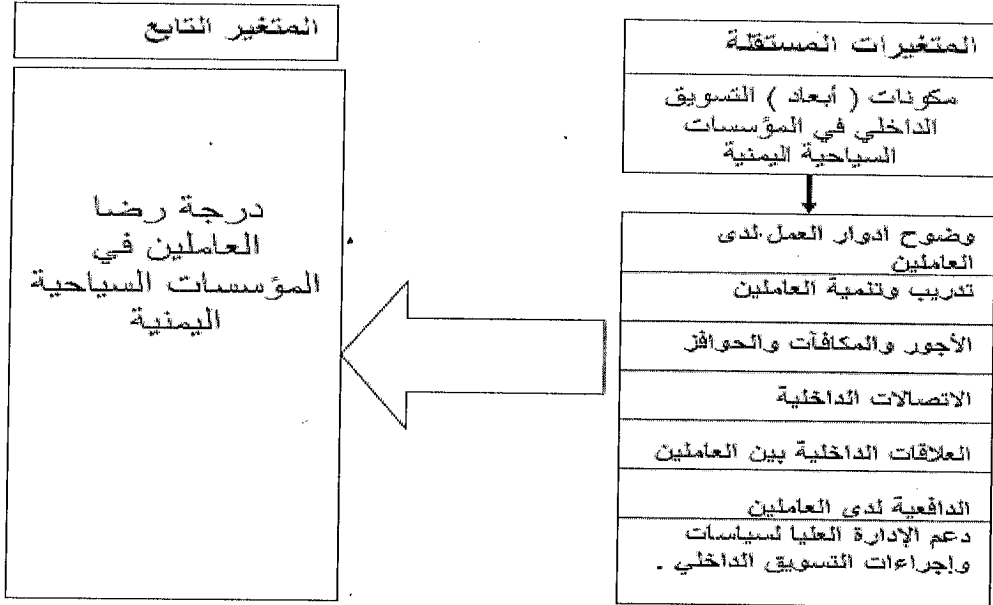 المتغيرات المستقلة
مكونات ( أبعاد ) التسويق
الداخلي في المؤسسات
السياحية اليمنية
وضوح ادوار العمل لدى
العاملين
تدريب وتنمية العاملين
الأجور والمكافآت والحوافز
الاتصالات الداخلية
العلاقات الداخلية بين العاملين
الدافعية لدى العاملين
دعم الإدارة العليا لسياسات
وإجراءات التسويق الداخلي .
المتغير التابع
درجة رضا
العاملين في
المؤسسات السياحية
اليمنية